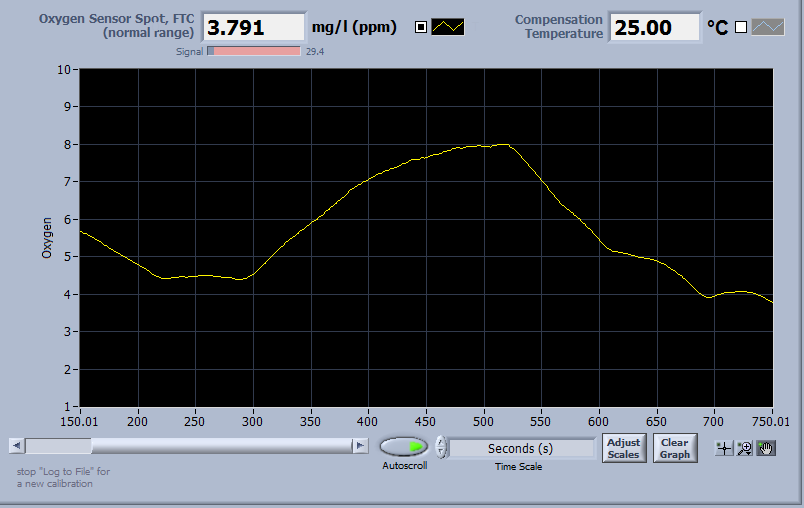 Oxygen Sensor Spot, FTC
(normal range)
3.791
mg/l (ppm)
Compensation
Temperature
25.00
°C
Signal
29.4
10
9
8
7
6
5
4
3
2
1
Oxygen
150.01
200
250
300
350
400
450
500
550
600
650
700
750.01
Autoscroll
Seconds (s)
Time Scale
Adjust
Scales
Clear
Graph
stop "Log to File" for
a new calibration